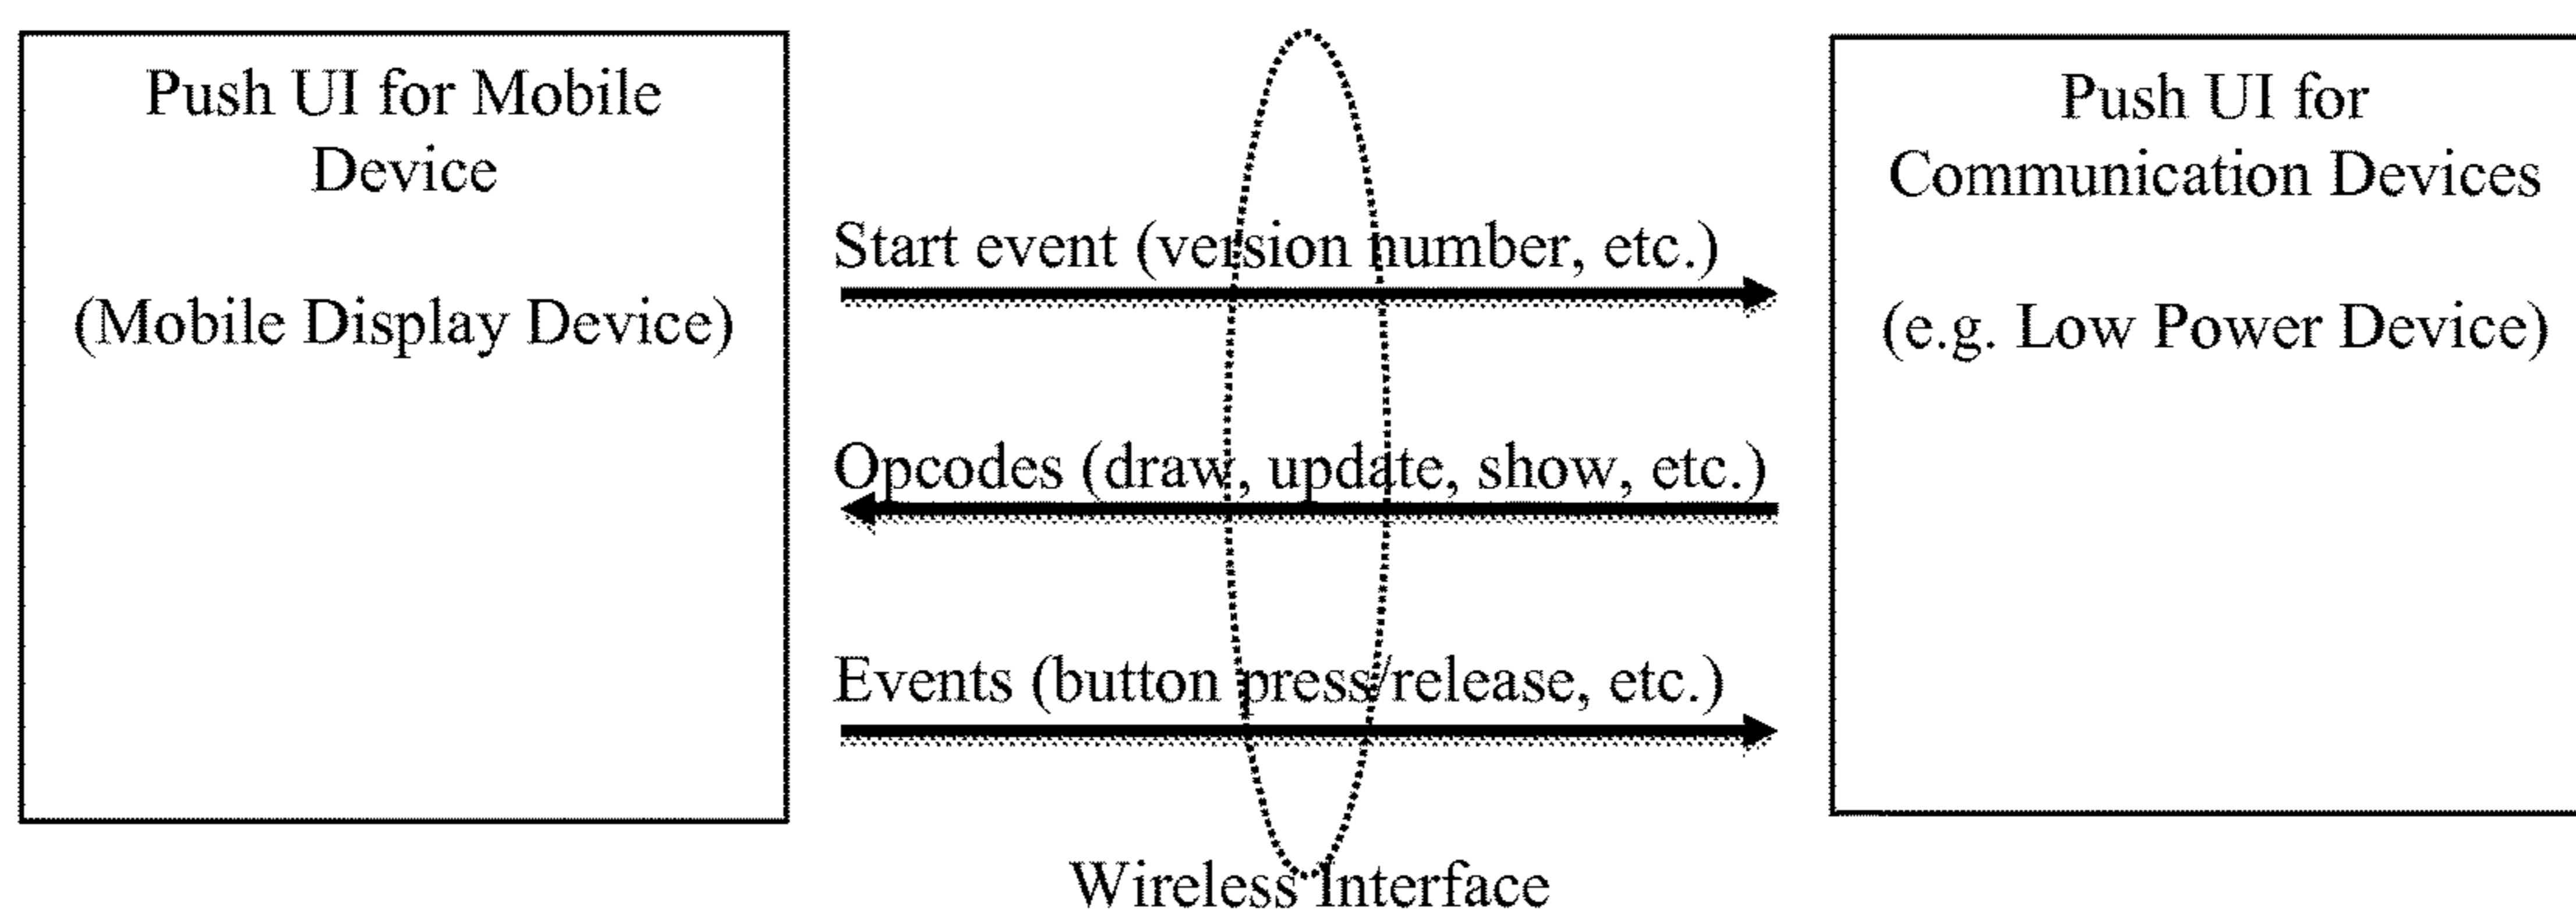 Push UI for Mobile
Device
(Mobile Display Device)
Start event (version number, etc.)
Opcodes (draw, update, show, etc.)
Events (button press/release, etc.)
Wireless Interface
Push UI for
Communication Devices
(e.g. Low Power Device)